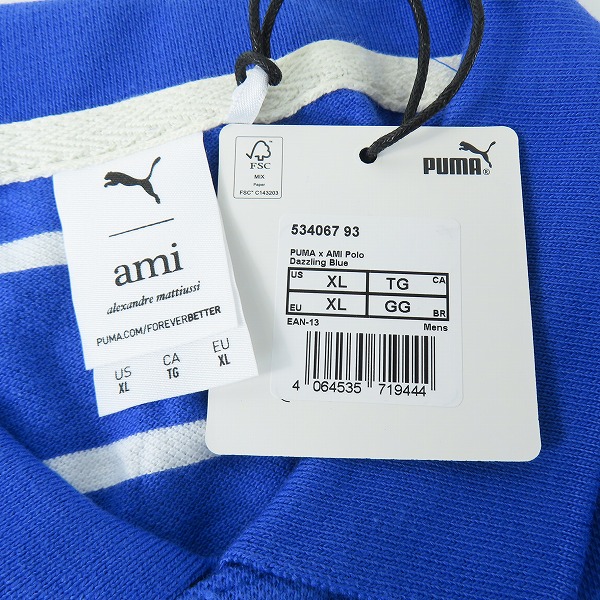 ami
alexandre mattiussi
PUMA.COM/FOREVERBETTER
US CA EU
XL TG XL
FSC
MIX
Paper
FSC® C143203
PUMA®
534067 93
PUMA x AMI Polo
Dazzling Blue
US XL TG CA
EU XL GG BR
EAN-13 Mens
4 064535 719444